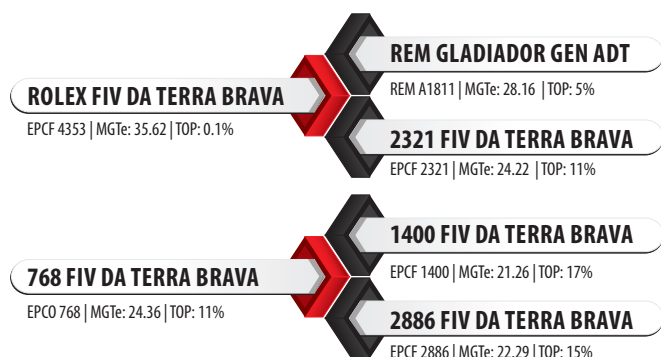 REM GLADIADOR GEN ADT
REM A1811 | MGTe: 28.16 | TOP: 5%
ROLEX FIV DA TERRA BRAVA
EPCF 4353 | MGTe: 35.62 | TOP: 0.1%
2321 FIV DA TERRA BRAVA
EPCF 2321 | MGTe: 24.22 | TOP: 11%
1400 FIV DA TERRA BRAVA
EPCF 1400 | MGTe: 21.26 | TOP: 17%
768 FIV DA TERRA BRAVA
EPCO 768 | MGTe: 24.36 | TOP: 11%
2886 FIV DA TERRA BRAVA
EPCF 2886 | MGTe: 22.29 | TOP: 15%